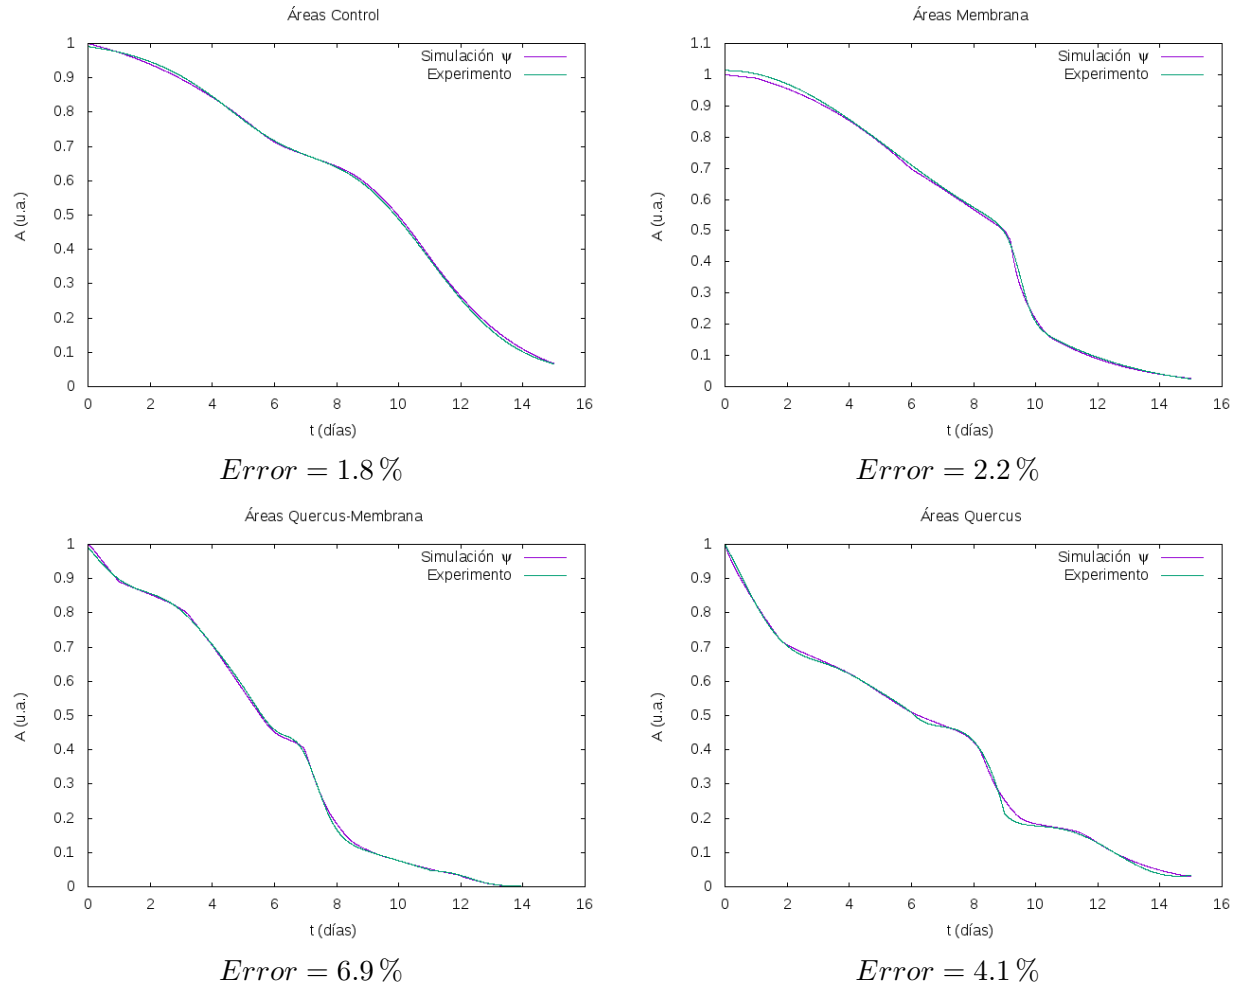 Áreas Control
1
0.9
0.8
0.7
0.6
0.5
0.4
0.3
0.2
0.1
0
0 2 4 6 8 10 12 14 16
A (u.a.)
t (días)
Simulación ψ
Experimento
Error = 1.8 %
Áreas Membrana
1.1
1
0.9
0.8
0.7
0.6
0.5
0.4
0.3
0.2
0.1
0
0 2 4 6 8 10 12 14 16
A (u.a.)
t (días)
Simulación ψ
Experimento
Error = 2.2 %
Áreas Quercus-Membrana
1
0.9
0.8
0.7
0.6
0.5
0.4
0.3
0.2
0.1
0
0 2 4 6 8 10 12 14 16
A (u.a.)
t (días)
Simulación ψ
Experimento
Error = 6.9 %
Áreas Quercus
1
0.9
0.8
0.7
0.6
0.5
0.4
0.3
0.2
0.1
0
0 2 4 6 8 10 12 14 16
A (u.a.)
t (días)
Simulación ψ
Experimento
Error = 4.1 %